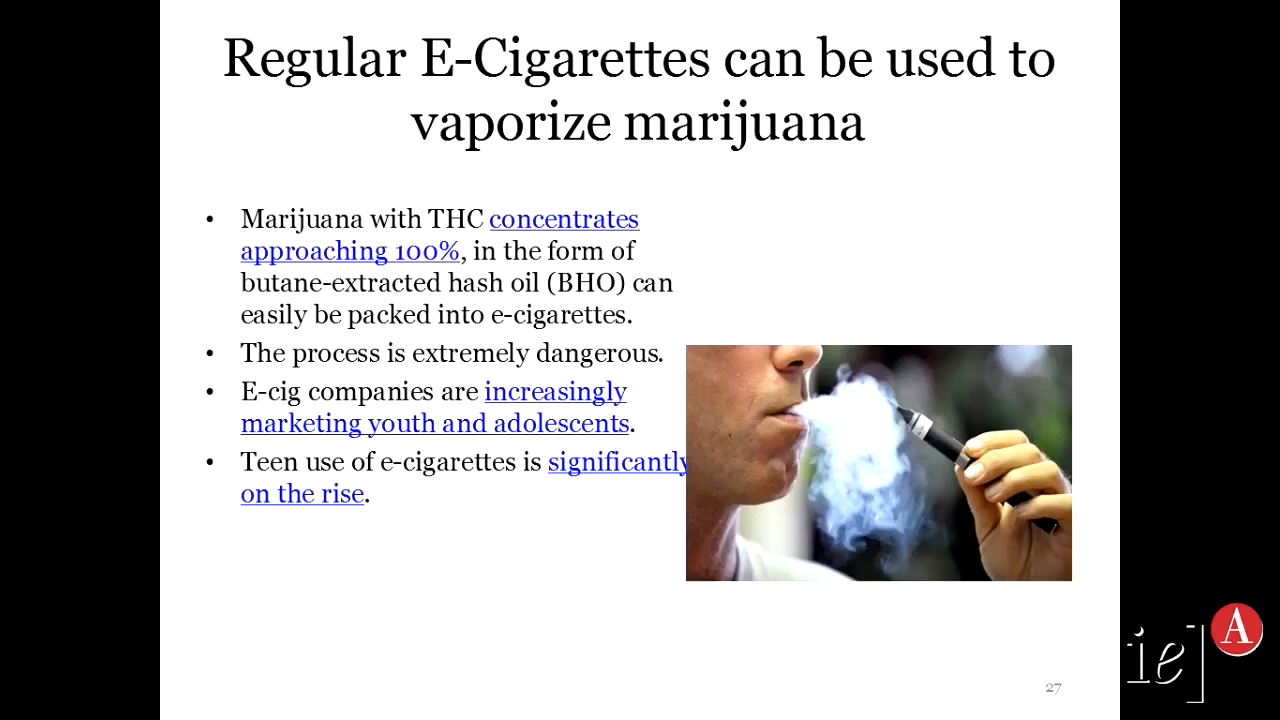 Regular E-Cigarettes can be used to
vaporize marijuana
• Marijuana with THC concentrates
approaching 100%, in the form of
butane-extracted hash oil (BHO) can
easily be packed into e-cigarettes.
• The process is extremely dangerous.
• E-cig companies are increasingly
marketing youth and adolescents.
• Teen use of e-cigarettes is significantly
on the rise.
27
ie]
A